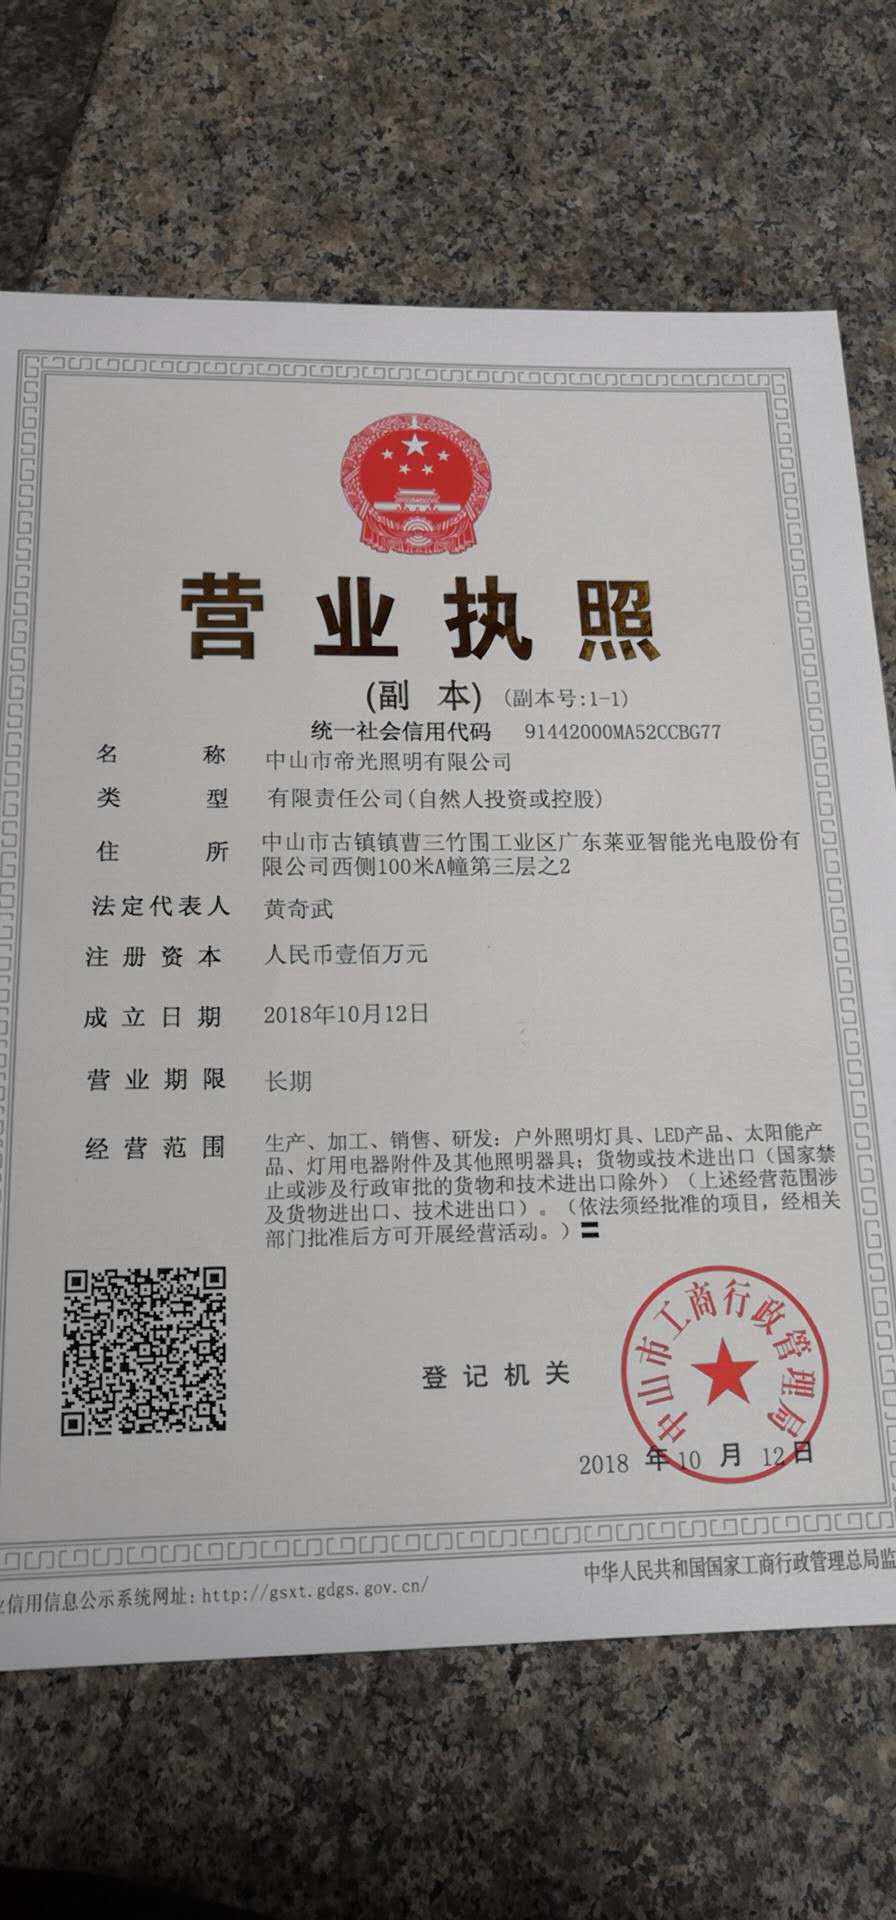 营业执照
(副 本) (副本号:1-1)
统一社会信用代码 91442000MA52CCBG77
名 称 中山市帝光照明有限公司
类 型 有限责任公司(自然人投资或控股)
住 所 中山市古镇镇曹三竹围工业区广东莱亚智能光电股份有
限公司西侧100米A幢第三层之2
法定代表人 黄奇武
注册资本 人民币壹佰万元
成立日期 2018年10月12日
营业期限 长期
经营范围 生产、加工、销售、研发：户外照明灯具、LED产品、太阳能产
品、灯用电器附件及其他照明器具；货物或技术进出口（国家禁
止或涉及行政审批的货物和技术进出口除外）（上述经营范围涉
及货物进出口、技术进出口）。（依法须经批准的项目，经相关
部门批准后方可开展经营活动。）〓
登记机关
中山市工商行政管理局
2018 年 10 月 12 日
业信用信息公示系统网址：http://gsxt.gdgs.gov.cn/
中华人民共和国国家工商行政管理总局监